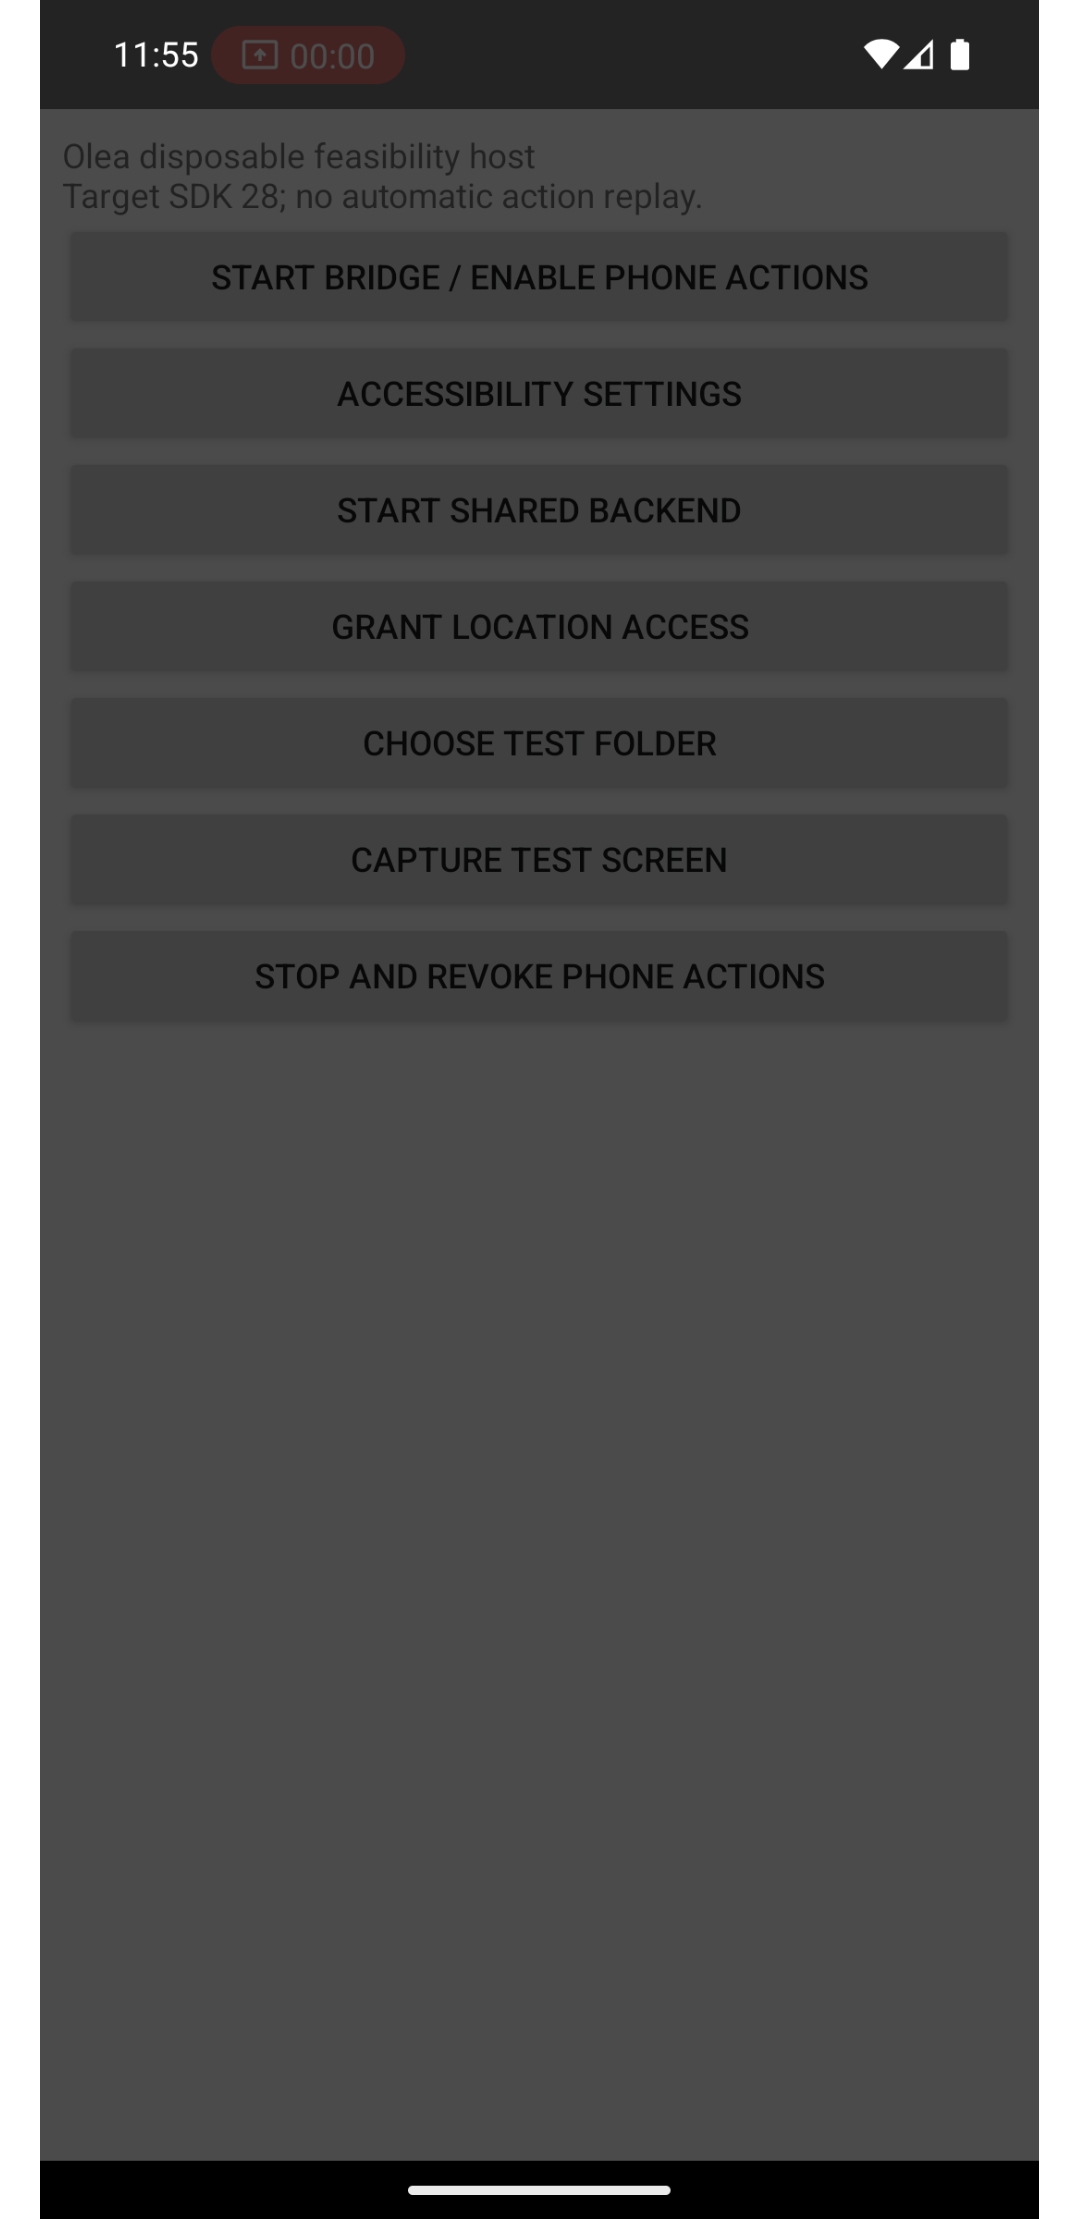 11:55 00:00
Olea disposable feasibility host
Target SDK 28; no automatic action replay.
START BRIDGE / ENABLE PHONE ACTIONS
ACCESSIBILITY SETTINGS
START SHARED BACKEND
GRANT LOCATION ACCESS
CHOOSE TEST FOLDER
CAPTURE TEST SCREEN
STOP AND REVOKE PHONE ACTIONS